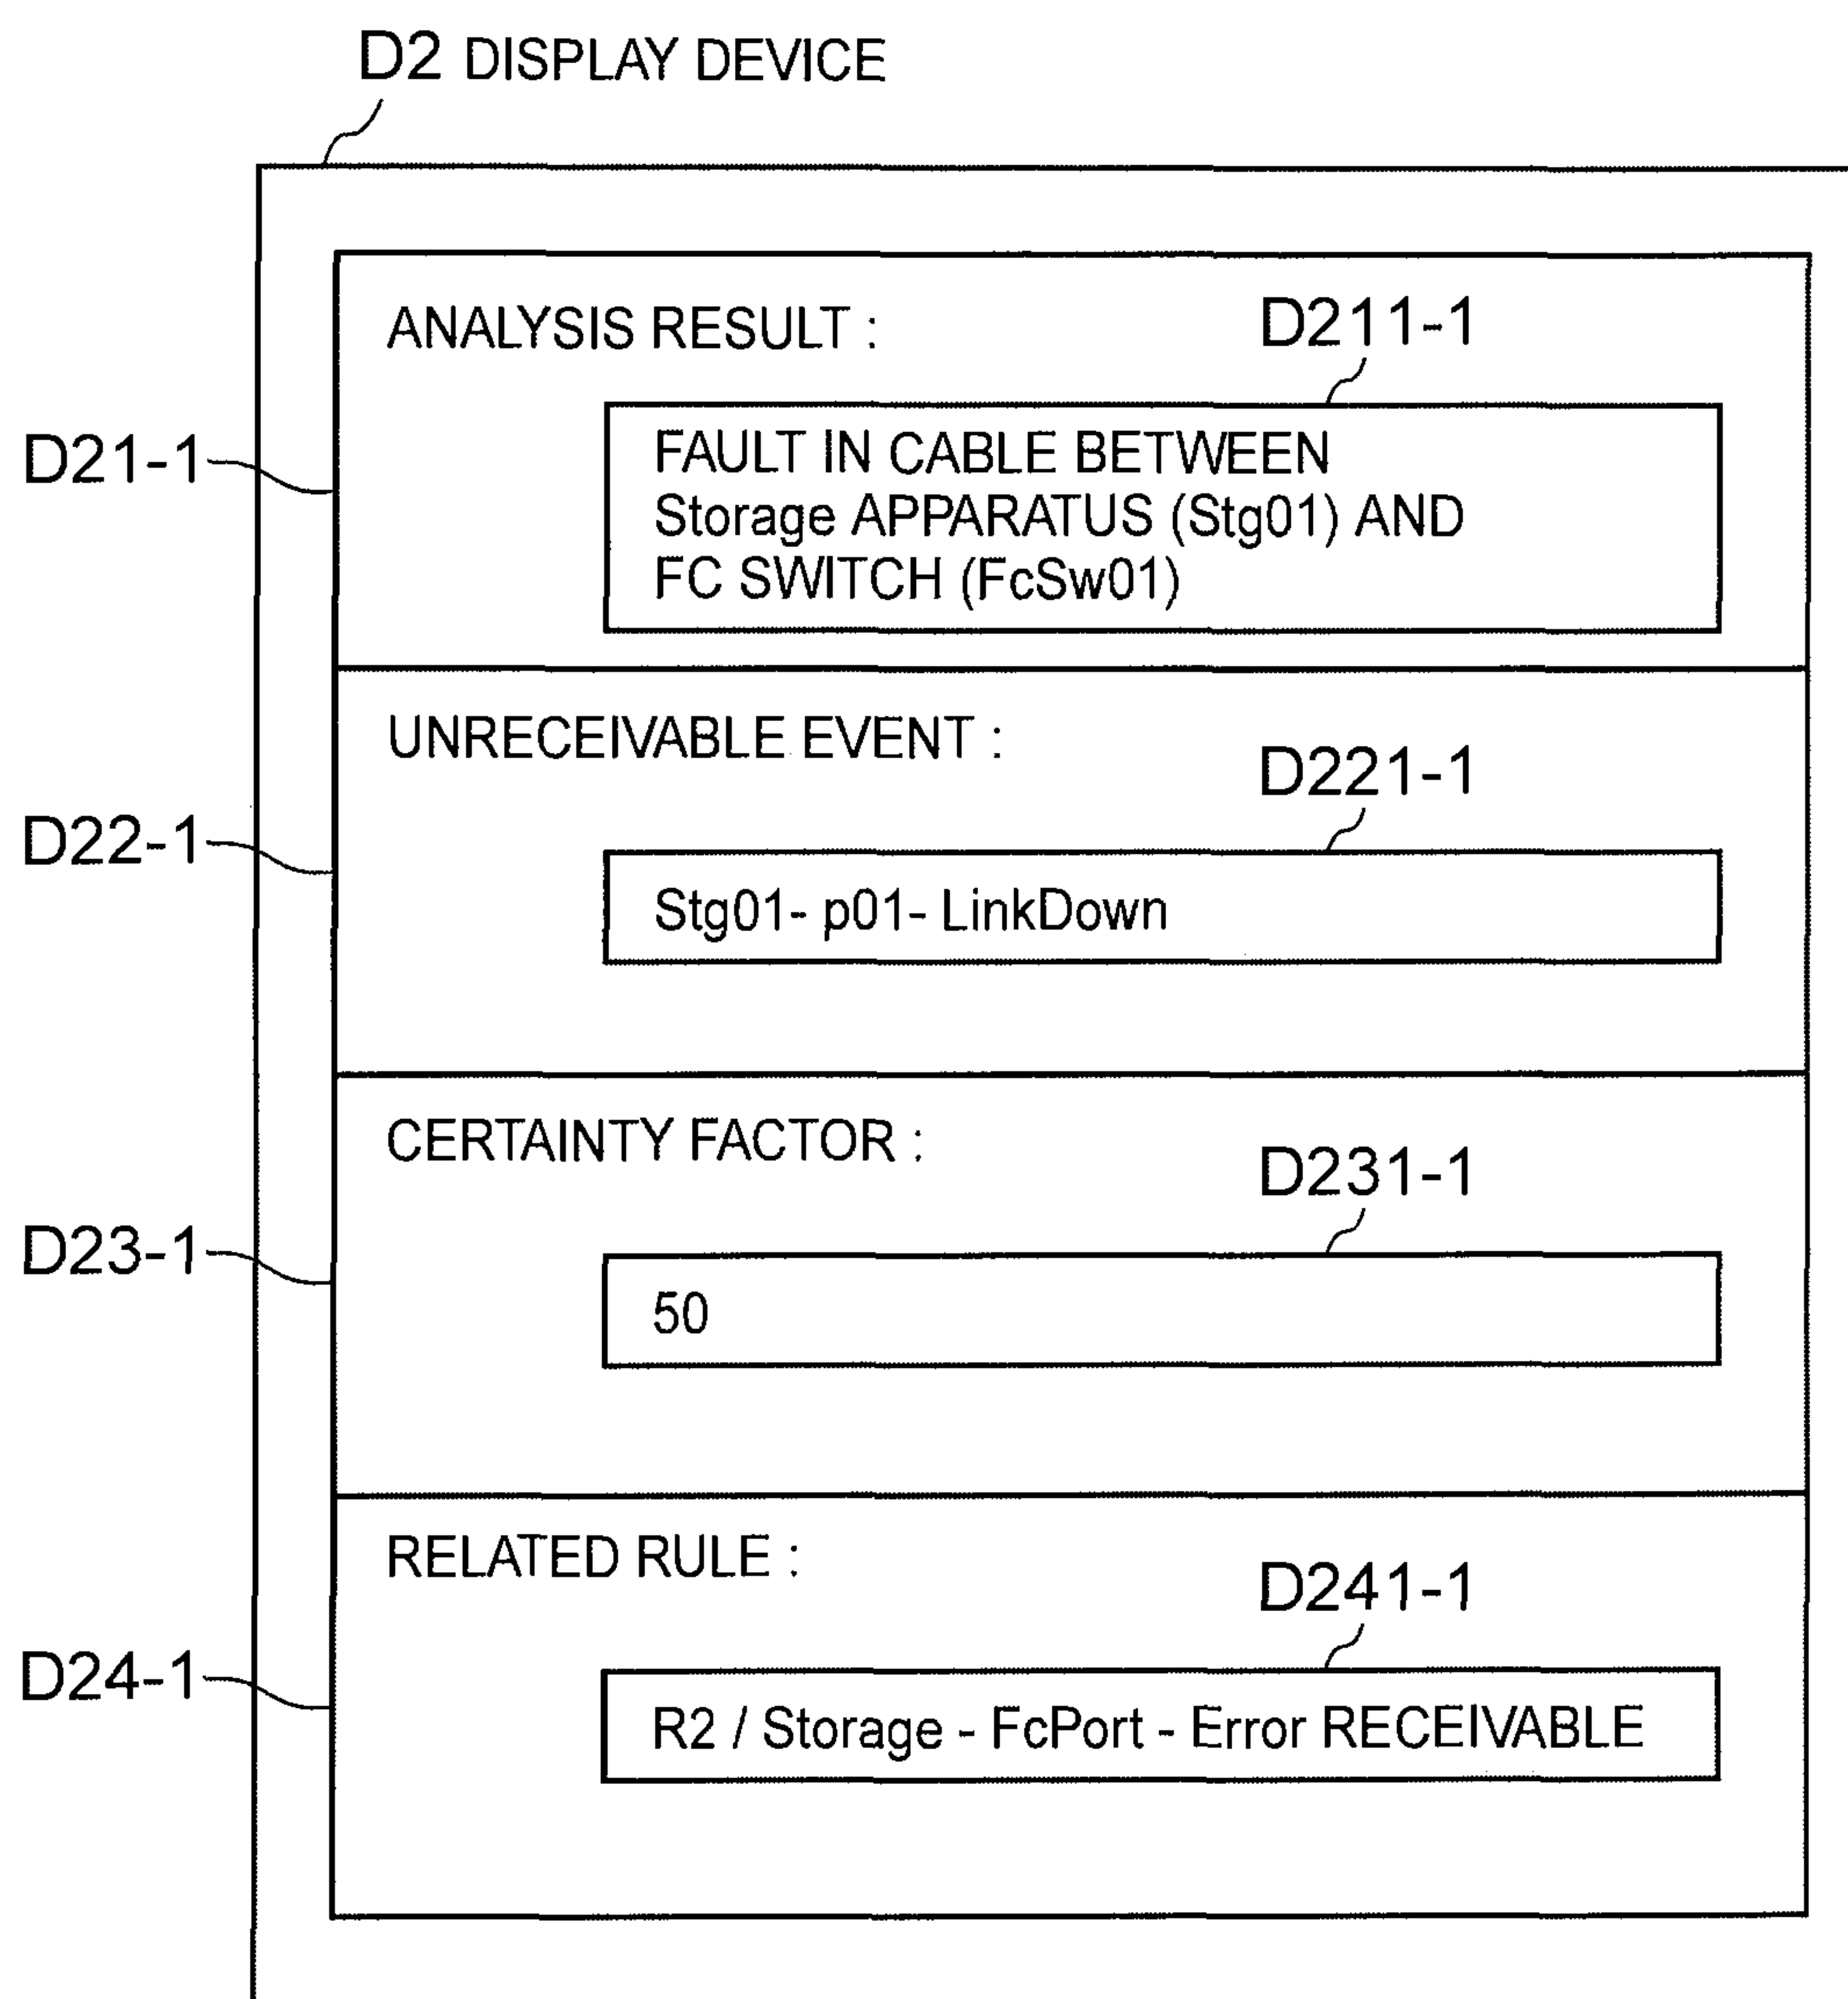 D2 DISPLAY DEVICE
ANALYSIS RESULT :
D211-1
D21-1
FAULT IN CABLE BETWEEN
Storage APPARATUS (Stg01) AND
FC SWITCH (FcSw01)
UNRECEIVABLE EVENT :
D221-1
D22-1
Stg01- p01- LinkDown
CERTAINTY FACTOR :
D231-1
D23-1
50
RELATED RULE :
D241-1
D24-1
R2 / Storage - FcPort - Error RECEIVABLE